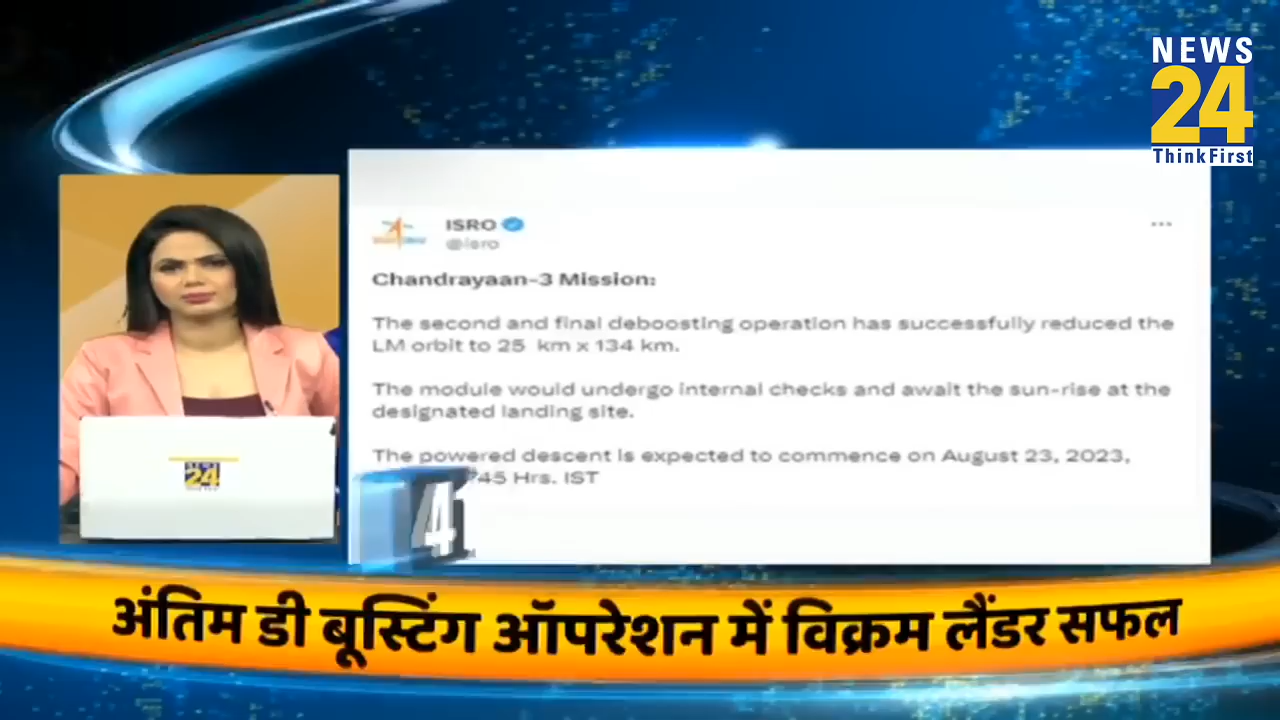 NEWS
24
ThinkFirst
ISRO
@isro
Chandrayaan-3 Mission:
The second and final deboosting operation has successfully reduced the
LM orbit to 25 km x 134 km.
The module would undergo internal checks and await the sun-rise at the
designated landing site.
The powered descent is expected to commence on August 23, 2023,
745 Hrs. IST
NEWS
24
41
अंतिम डी बूस्टिंग ऑपरेशन में विक्रम लैंडर सफल